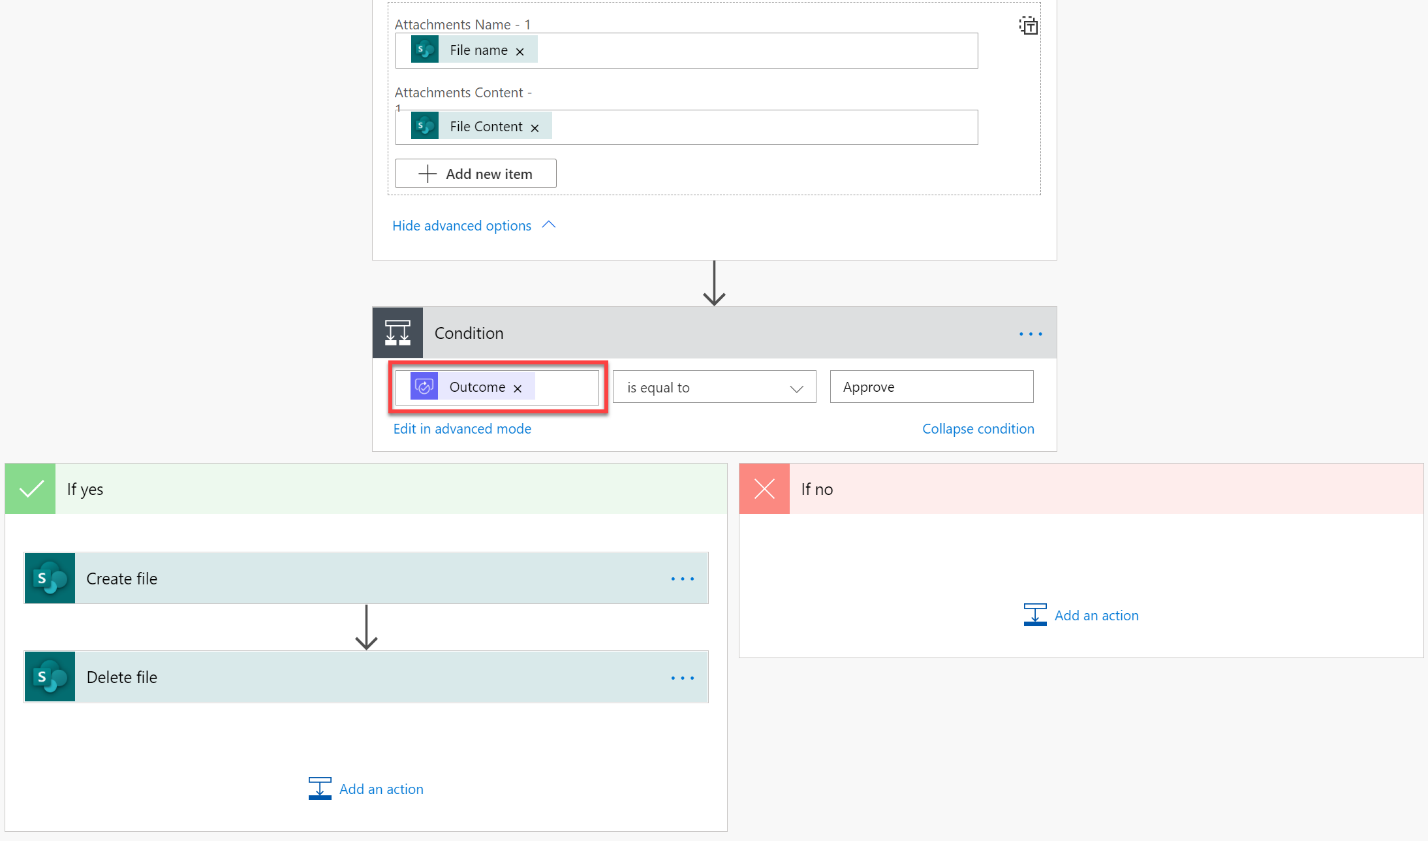 Attachments Name - 1
File name ×
Attachments Content -
1
File Content ×
Add new item
Hide advanced options
Condition
Outcome ×
is equal to
Approve
Edit in advanced mode
Collapse condition
If yes
If no
S
Create file
Add an action
S
Delete file
Add an action